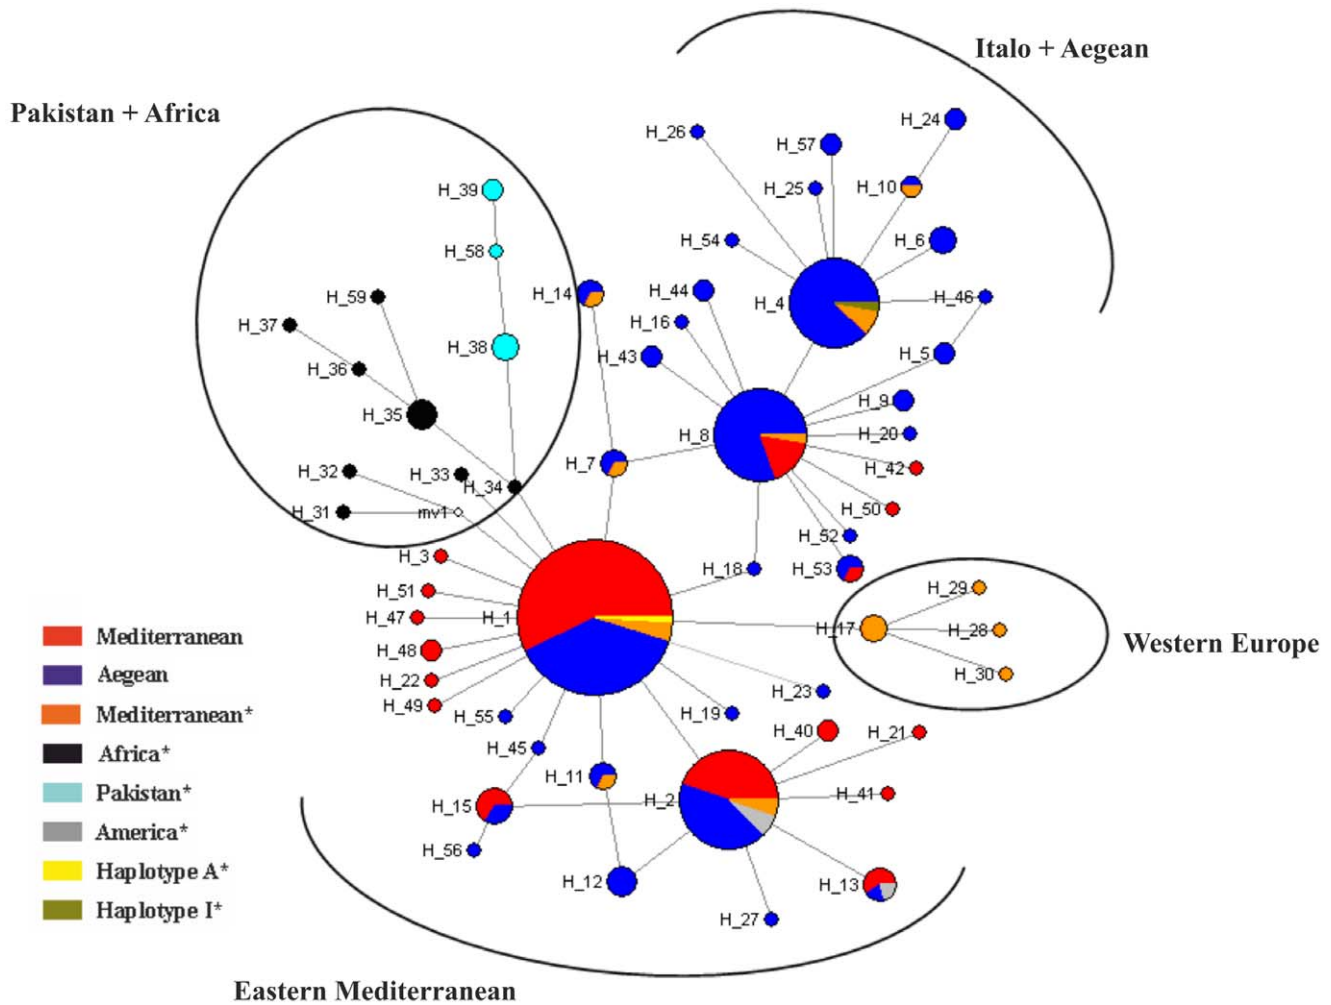 Italo + Aegean
Pakistan + Africa
H_24
H_26
H_57
H_25
H_10
H_39
H_54
H_6
H_58
H_59
H_14
H_44
H_4
H_46
H_37
H_16
H_38
H_43
H_5
H_36
H_9
H_35
H_8
H_20
H_7
H_42
H_32
H_33
H_34
H_50
H_31
mv1
H_52
H_3
H_18
H_53
H_29
H_51
H_47
H_1
H_17
H_28
Western Europe
H_48
H_30
H_22
H_23
H_49
H_55
H_19
H_40
H_21
H_45
H_11
H_2
H_41
H_15
H_56
H_12
H_13
H_27
Mediterranean
Aegean
Mediterranean*
Africa*
Pakistan*
America*
Haplotype A*
Haplotype I*
Eastern Mediterranean